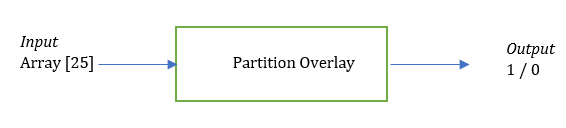 Input
Array [25]
Partition Overlay
Output
1 / 0